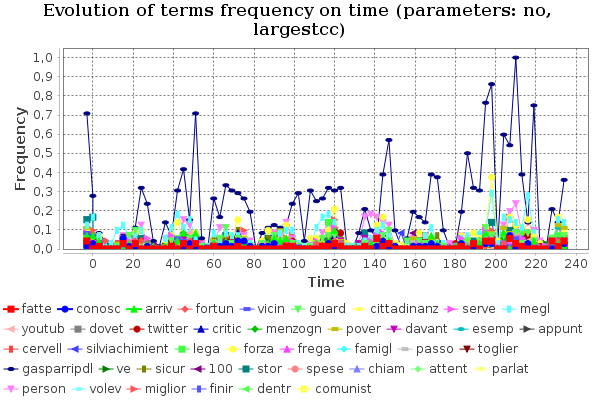 Evolution of terms frequency on time (parameters: no,
largestcc)
1,0
0,9
0,8
0,7
0,6
0,5
0,4
0,3
0,2
0,1
0,0
Frequency
0 20 40 60 80 100 120 140 160 180 200 220 240
Time
fatte conosc arriv fortun vicin guard cittadinanz serve megl
youtub dovet twitter critic menzogn pover davant esemp appunt
cervell silviachimient lega forza frega famigl passo toglier
gasparripdl ve sicur 100 stor spese chiam attent parlat
person volev miglior finir dentr comunist